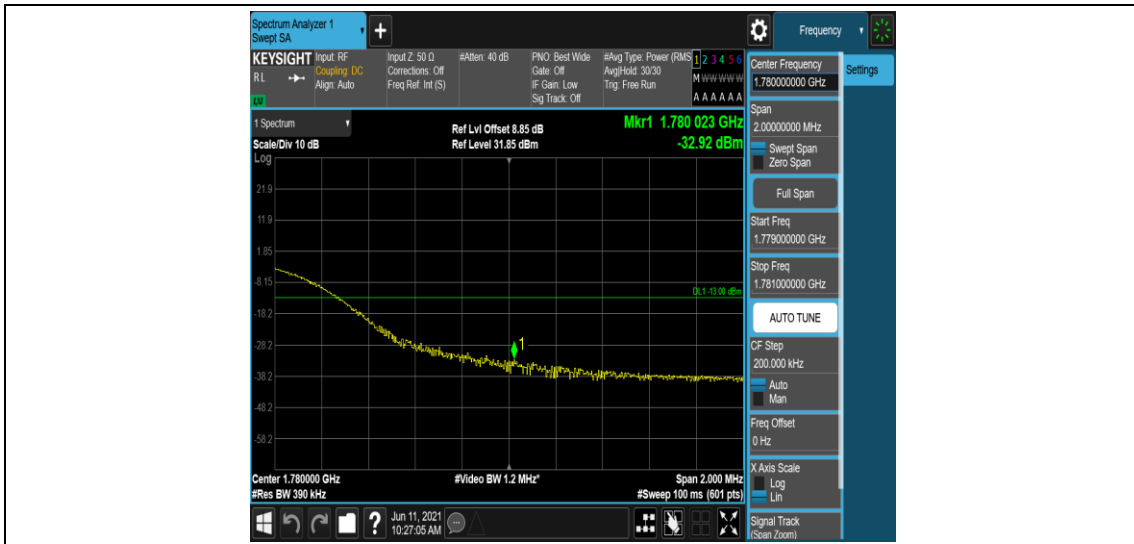 Spectrum Analyzer 1
Swept SA
+
Frequency
KEYSIGHT
RL
LXI
Input: RF
Coupling: DC
Align: Auto
Input Z: 50 Ω
Corrections: Off
Freq Ref: Int (S)
#Atten: 40 dB
PNO: Best Wide
Gate: Off
IF Gain: Low
Sig Track: Off
#Avg Type: Power (RMS
Avg|Hold: 30/30
Trig: Free Run
1 2 3 4 5 6
M W W W W W
A A A A A A
1 Spectrum
Scale/Div 10 dB
Log
Ref Lvl Offset 8.85 dB
Ref Level 31.85 dBm
Mkr1 1.780 023 GHz
-32.92 dBm
21.9
11.9
1.85
-8.15
-18.2
-28.2
-38.2
-48.2
-58.2
DL1 -13.00 dBm
1
Center 1.780000 GHz
#Res BW 390 kHz
#Video BW 1.2 MHz*
Span 2.000 MHz
#Sweep 100 ms (601 pts)
?
Jun 11, 2021
10:27:05 AM
Center Frequency
1.780000000 GHz
Settings
Span
2.00000000 MHz
Swept Span
Zero Span
Full Span
Start Freq
1.779000000 GHz
Stop Freq
1.781000000 GHz
AUTO TUNE
CF Step
200.000 kHz
Auto
Man
Freq Offset
0 Hz
X Axis Scale
Log
Lin
Signal Track
(Span Zoom)